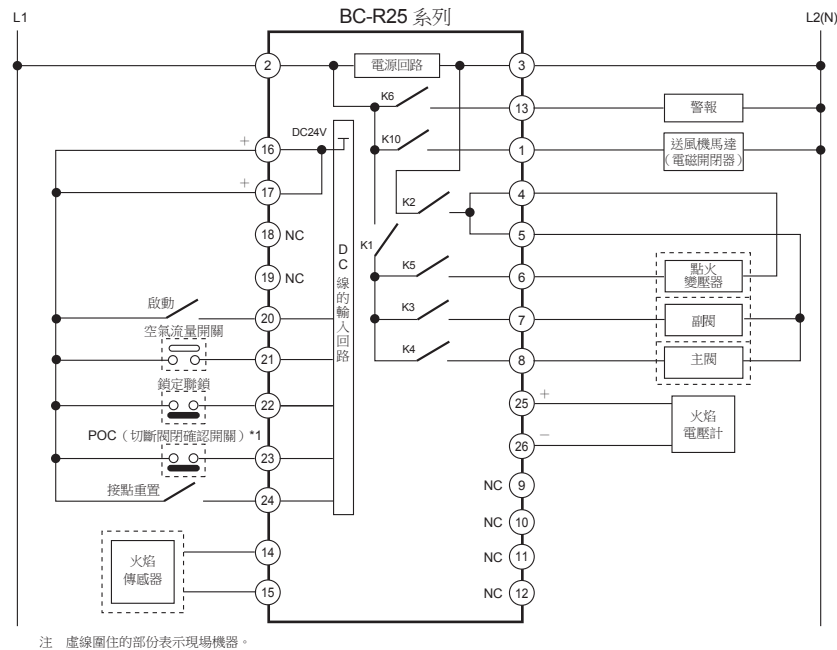 BC-R25 系列
L1
L2(N)
2
電源回路
3
K6
13
警報
DC24V
+
16
K10
1
送風機馬達
(電磁開閉器)
+
17
K2
4
18 NC
K1
5
19 NC
DC線的輸入回路
K5
6
點火
變壓器
啟動
20
K3
7
副閥
空氣流量開關
21
K4
8
主閥
鎖定聯鎖
22
25
+
火焰
電壓計
26
−
POC(切斷閥閉確認開關)*1
23
NC 9
接點重置
24
NC 10
火焰
傳感器
14
NC 11
15
NC 12
注 虛線圍住的部份表示現場機器。